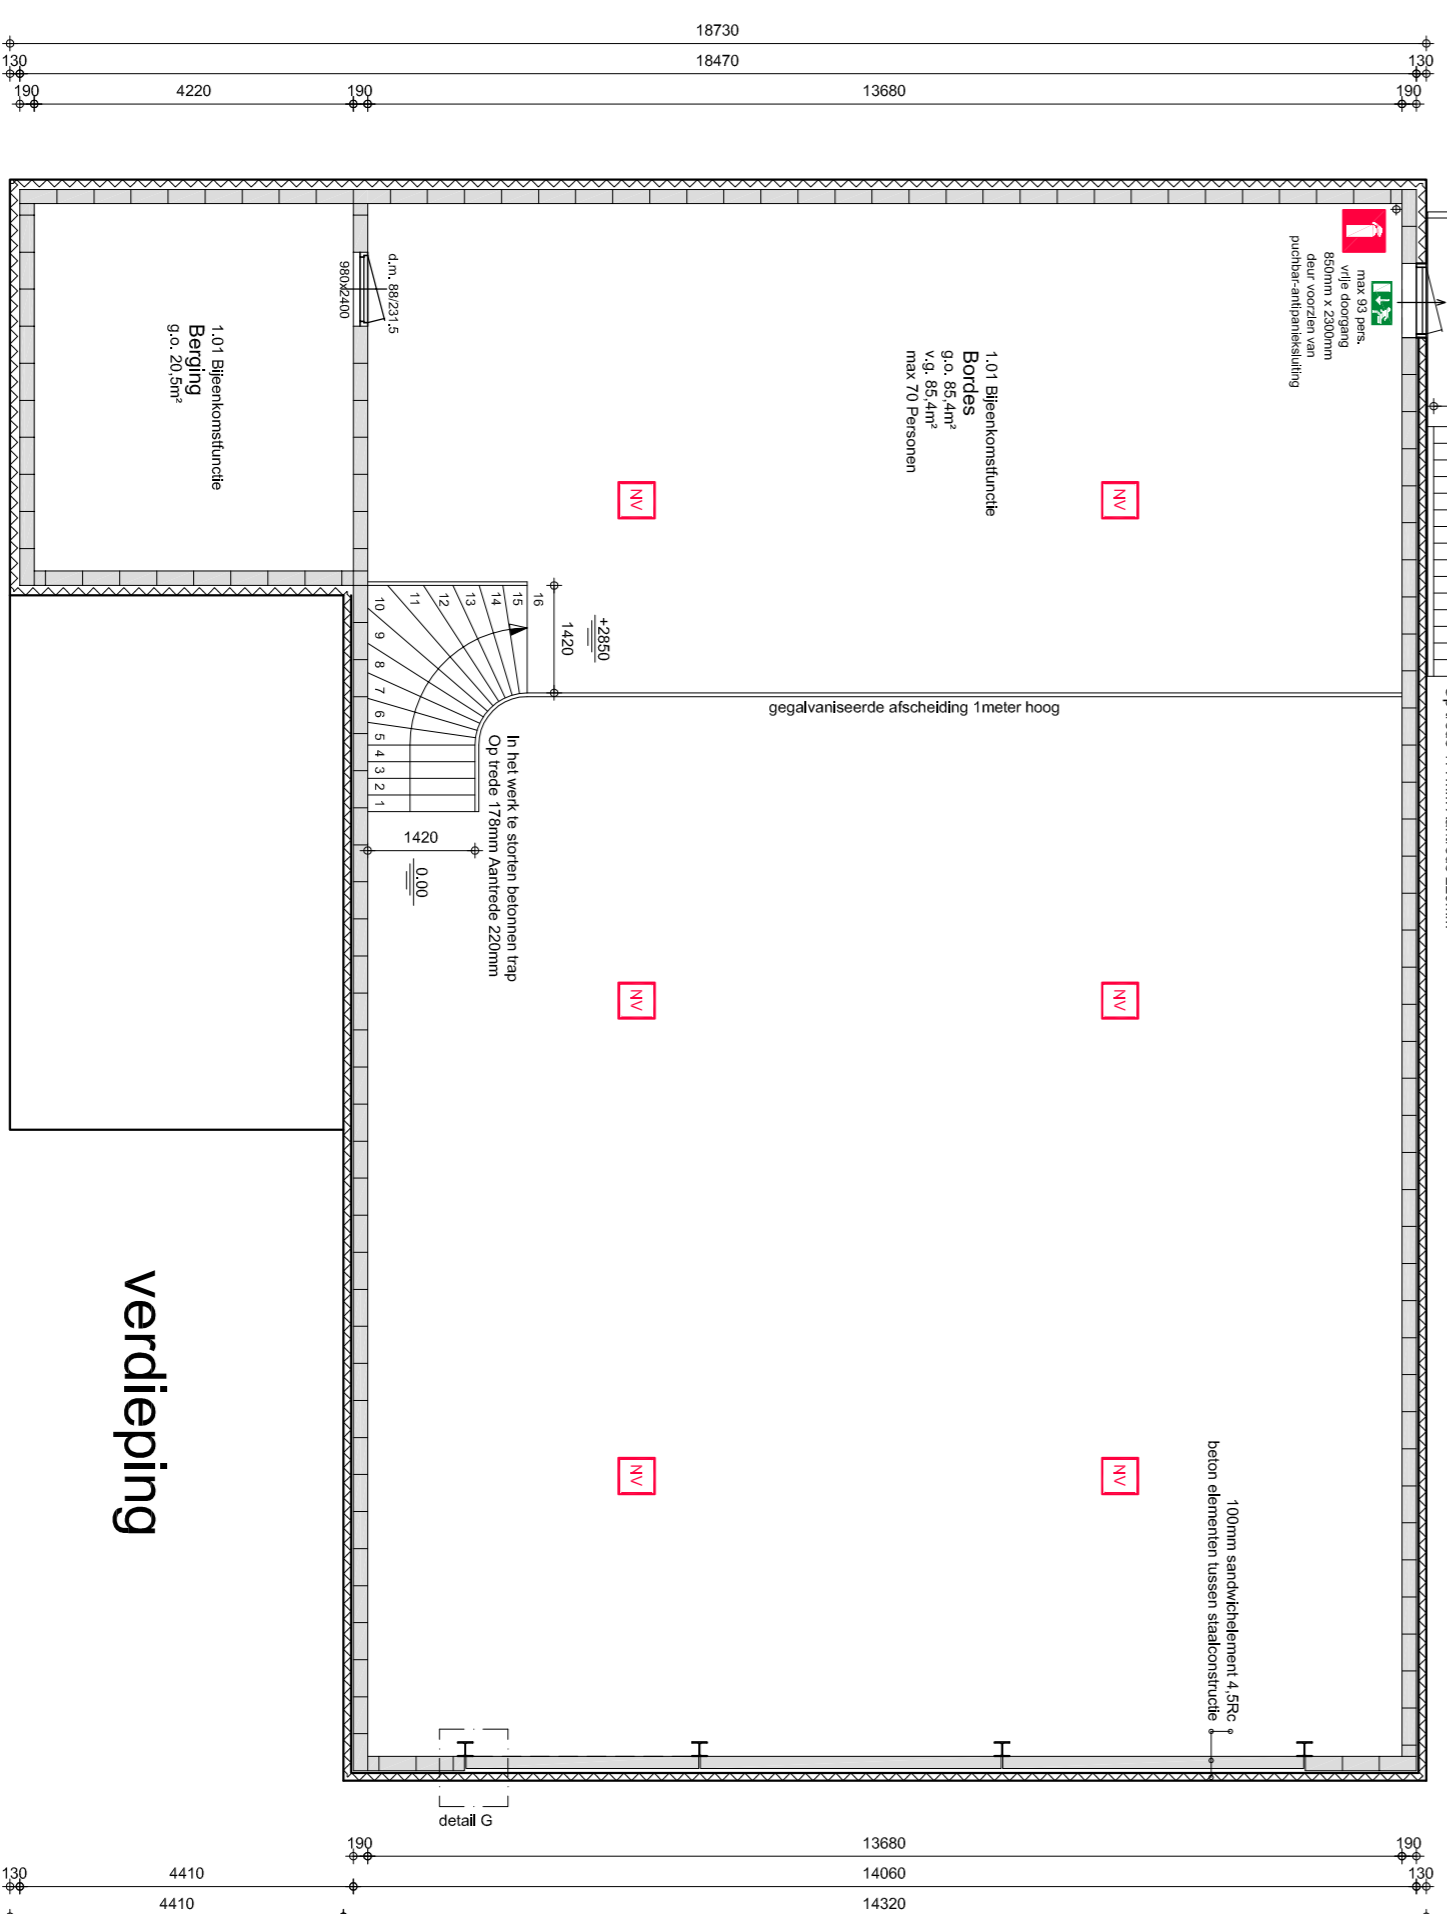 18730
130
18470
130
190
4220
190
13680
190
max 93 pers.
vrije doorgang
850mm x 2300mm
deur voorzien van
puchbar-antipanieksluiting
d.m. 88/231.5
980x2400
1.01 Bijeenkomstfunctie
Berging
g.o. 20,5m²
1.01 Bijeenkomstfunctie
Bordes
g.o. 85,4m²
v.g. 85,4m²
max 70 Personen
NV
NV
16
15
14
13
12
11
10
9
8
7
6
5
4
3
2
1
1420
+2850
gegalvaniseerde afscheiding 1meter hoog
In het werk te storten betonnen trap
Op trede 178mm Aantrede 220mm
1420
0.00
NV
NV
verdieping
NV
NV
100mm sandwichelement 4,5Rc
beton elementen tussen staalconstructie
detail G
190
13680
190
130
4410
14060
130
4410
14320